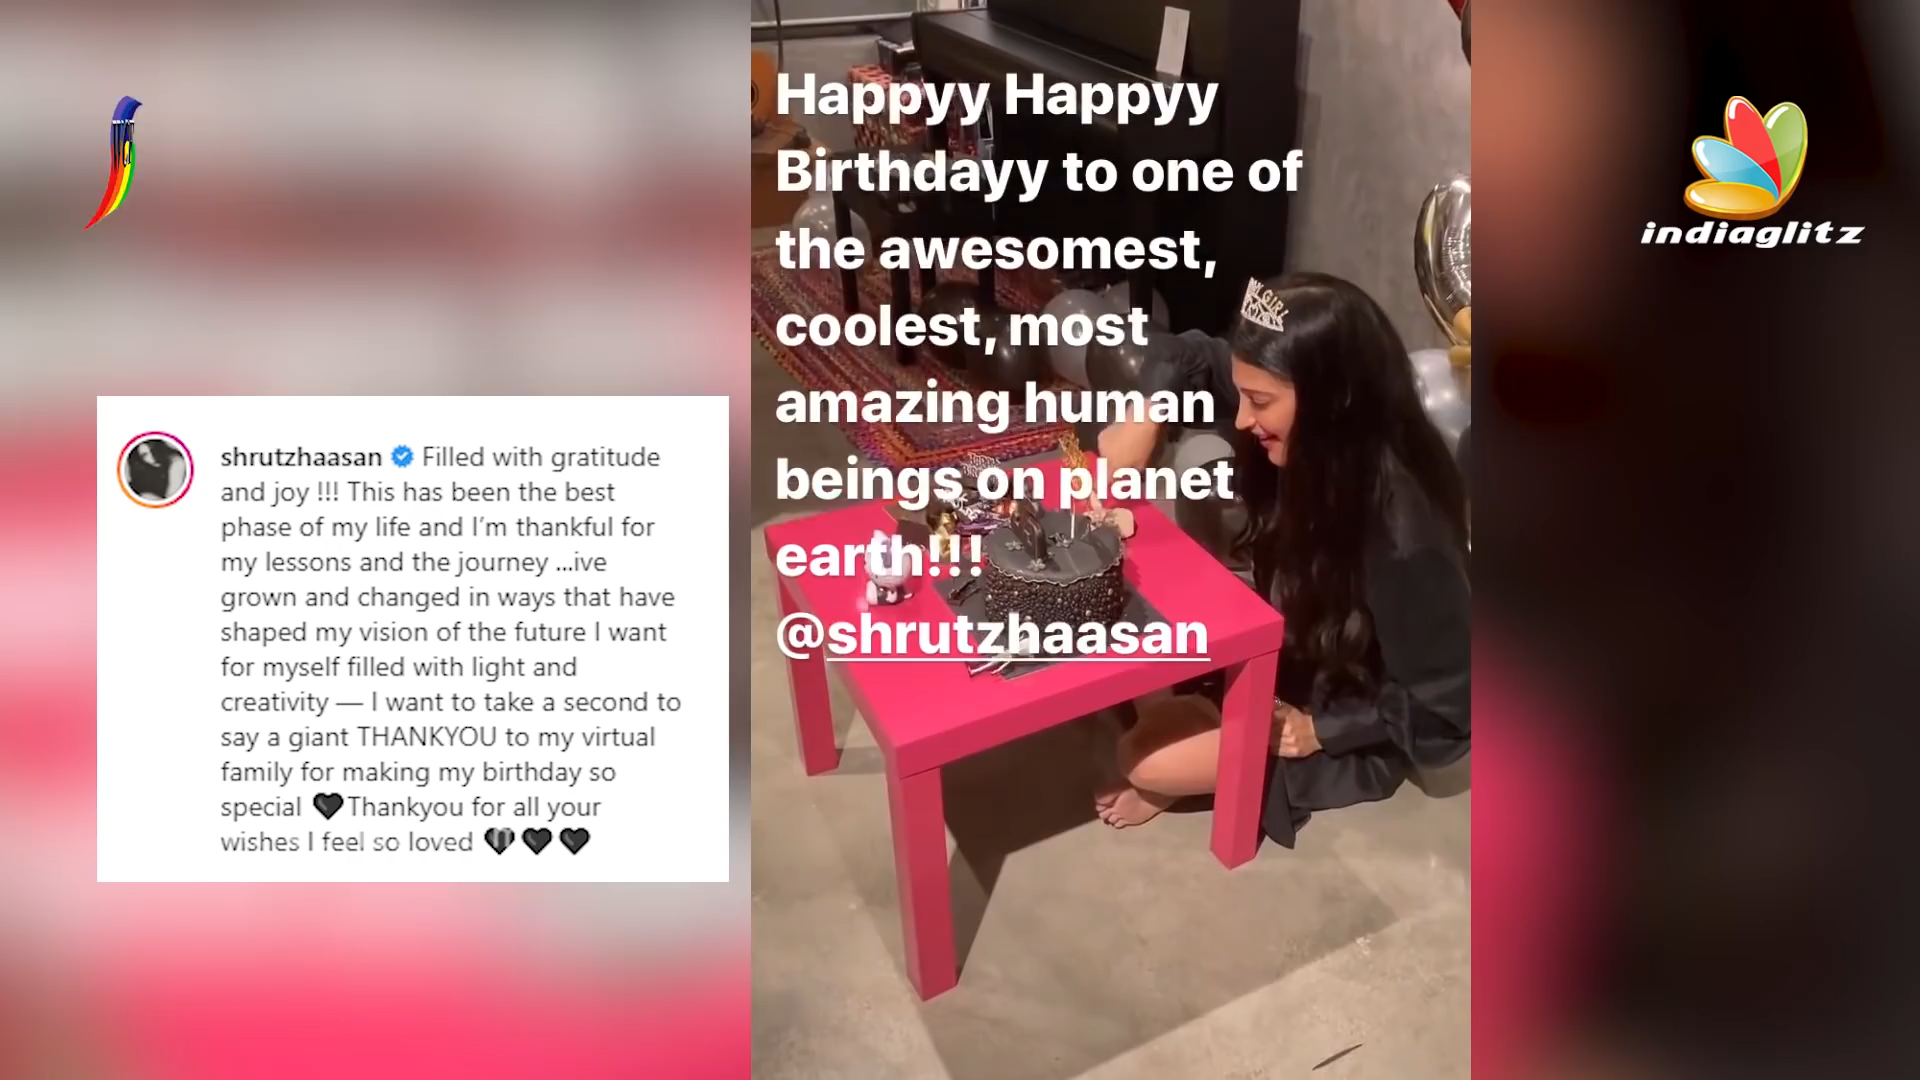 Happyy Happyy
Birthdayy to one of
the awesomest,
coolest, most
amazing human
beings on planet
earth!!!
@shrutzhaasan
indiaglitz
shrutzhaasan Filled with gratitude
and joy !!! This has been the best
phase of my life and I'm thankful for
my lessons and the journey ...ive
grown and changed in ways that have
shaped my vision of the future I want
for myself filled with light and
creativity — I want to take a second to
say a giant THANKYOU to my virtual
family for making my birthday so
special 🖤Thankyou for all your
wishes I feel so loved 🖤🖤🖤